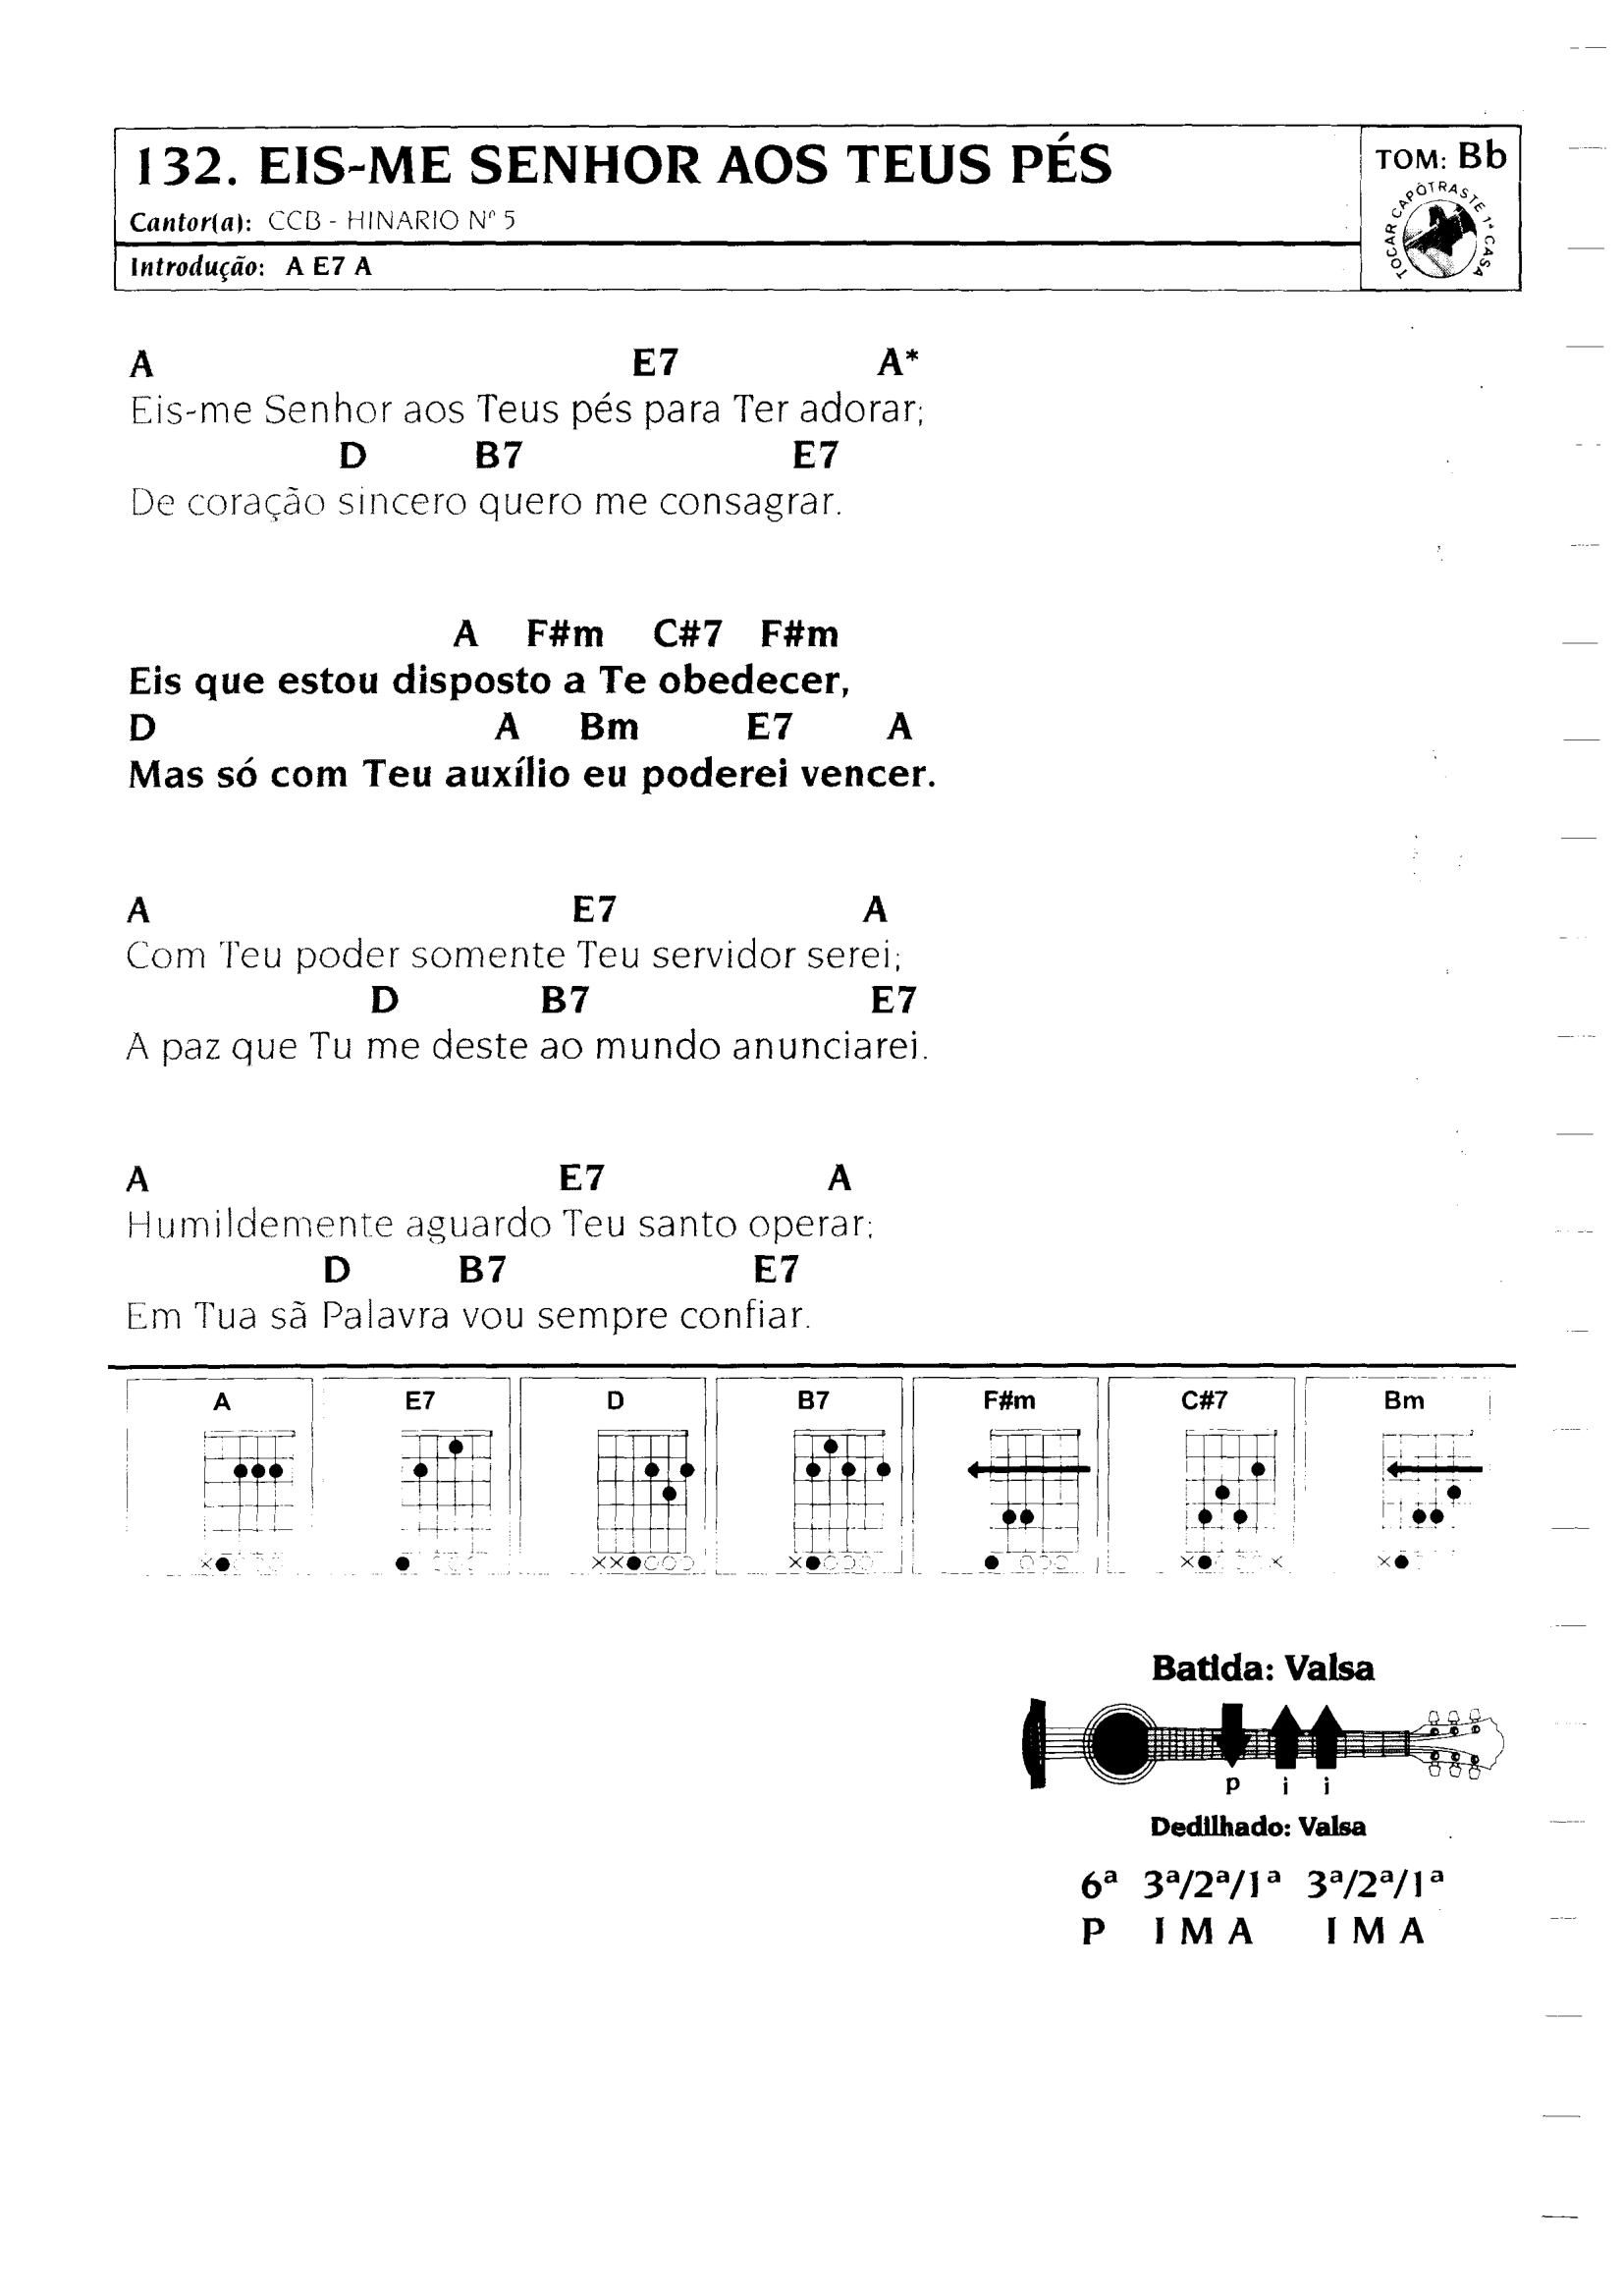 132. EIS-ME SENHOR AOS TEUS PÉS
TOM: Bb
Cantor(a): CCB - HINARIO Nº 5
TOCAR CAPÔTRASTE 1ª CASA
Introdução: A E7 A
A E7 A*
Eis-me Senhor aos Teus pés para Ter adorar;
D B7 E7
De coração sincero quero me consagrar.
A F#m C#7 F#m
Eis que estou disposto a Te obedecer,
D A Bm E7 A
Mas só com Teu auxílio eu poderei vencer.
A E7 A
Com Teu poder somente Teu servidor serei;
D B7 E7
A paz que Tu me deste ao mundo anunciarei.
A E7 A
Humildemente aguardo Teu santo operar;
D B7 E7
Em Tua sã Palavra vou sempre confiar.
A E7 D B7 F#m C#7 Bm
Batida: Valsa
p i i
Dedilhado: Valsa
6ª 3ª/2ª/1ª 3ª/2ª/1ª
P I M A I M A